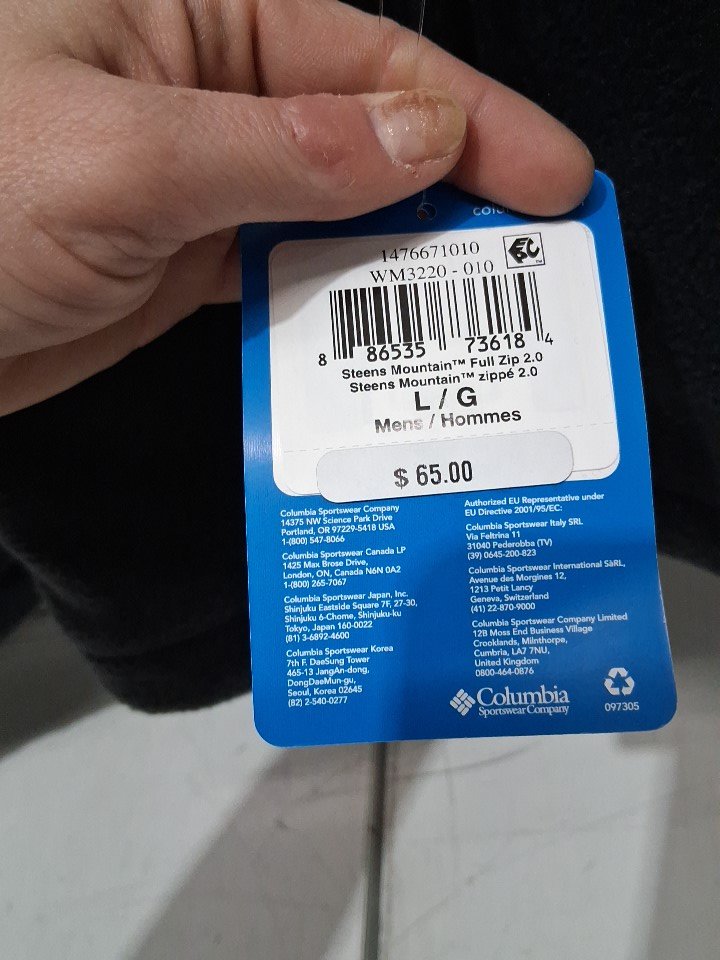 1476671010
WM3220 - 010
8 86535 73618 4
Steens Mountain™ Full Zip 2.0
Steens Mountain™ zippé 2.0
L / G
Mens / Hommes
$ 65.00
Columbia Sportswear Company
14375 NW Science Park Drive
Portland, OR 97229-5418 USA
1-(800) 547-8066
Columbia Sportswear Canada LP
1425 Max Brose Drive,
London, ON, Canada N6N 0A2
1-(800) 265-7067
Columbia Sportswear Japan, Inc.
Shinjuku Eastside Square 7F, 27-30,
Shinjuku 6-Chome, Shinjuku-ku
Tokyo, Japan 160-0022
(81) 3-6892-4600
Columbia Sportswear Korea
7th F. DaeSung Tower
465-13 JangAn-dong,
DongDaeMun-gu,
Seoul, Korea 02645
(82) 2-540-0277
Authorized EU Representative under
EU Directive 2001/95/EC:
Columbia Sportswear Italy SRL
Via Feltrina 11
31040 Pederobba (TV)
(39) 0645-200-823
Columbia Sportswear International SàRL,
Avenue des Morgines 12,
1213 Petit Lancy
Geneva, Switzerland
(41) 22-870-9000
Columbia Sportswear Company Limited
12B Moss End Business Village
Crooklands, Milnthorpe,
Cumbria, LA7 7NU,
United Kingdom
0800-464-0876
Columbia
Sportswear Company
097305